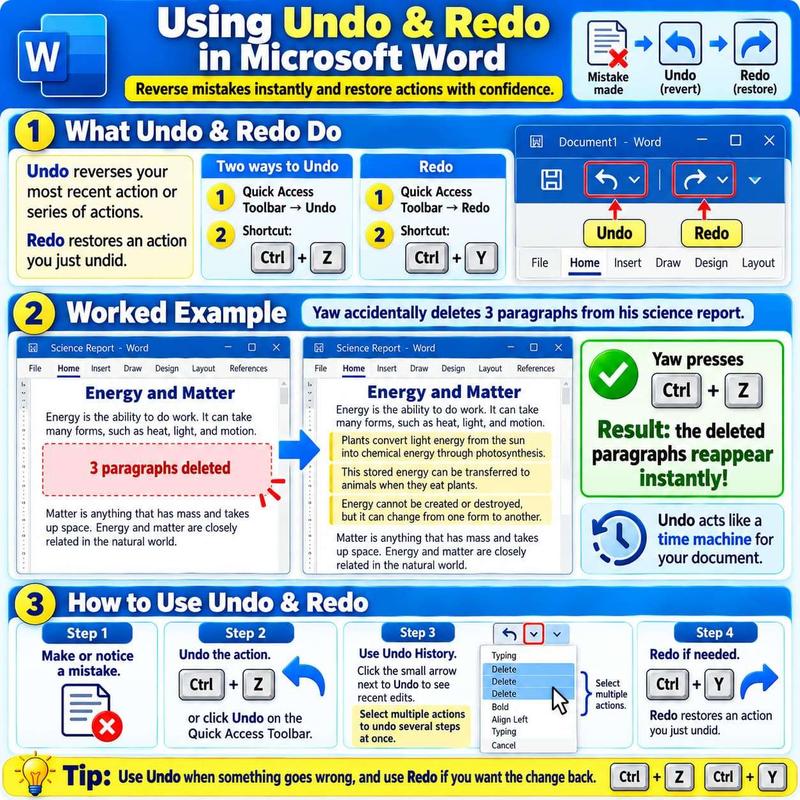 W
Using Undo & Redo
in Microsoft Word
Reverse mistakes instantly and restore actions with confidence.
Mistake
made
Undo
(revert)
Redo
(restore)
1 What Undo & Redo Do
Undo reverses your
most recent action or
series of actions.
Redo restores an action
you just undid.
Two ways to Undo
1 Quick Access
Toolbar → Undo
2 Shortcut:
Ctrl + Z
Redo
1 Quick Access
Toolbar → Redo
2 Shortcut:
Ctrl + Y
Document1 - Word
Undo
Redo
File Home Insert Draw Design Layout
2 Worked Example
Yaw accidentally deletes 3 paragraphs from his science report.
Science Report - Word
File Home Insert Draw Design Layout References
Energy and Matter
Energy is the ability to do work. It can take
many forms, such as heat, light, and motion.
3 paragraphs deleted
Matter is anything that has mass and takes
up space. Energy and matter are closely
related in the natural world.
Science Report - Word
File Home Insert Draw Design Layout References
Energy and Matter
Energy is the ability to do work. It can take
many forms, such as heat, light, and motion.
Plants convert light energy from the sun
into chemical energy through photosynthesis.
This stored energy can be transferred to
animals when they eat plants.
Energy cannot be created or destroyed,
but it can change from one form to another.
Matter is anything that has mass and takes
up space. Energy and matter are closely
related in the natural world.
Yaw presses
Ctrl + Z
Result: the deleted
paragraphs reappear
instantly!
Undo acts like a
time machine for
your document.
3 How to Use Undo & Redo
Step 1
Make or notice
a mistake.
Step 2
Undo the action.
Ctrl + Z
or click Undo on the
Quick Access Toolbar.
Step 3
Use Undo History.
Click the small arrow
next to Undo to see
recent edits.
Select multiple actions
to undo several steps
at once.
Typing
Delete
Delete
Delete
Bold
Align Left
Typing
Cancel
Select
multiple
actions.
Step 4
Redo if needed.
Ctrl + Y
Redo restores an action
you just undid.
Tip: Use Undo when something goes wrong, and use Redo if you want the change back.
Ctrl + Z Ctrl + Y